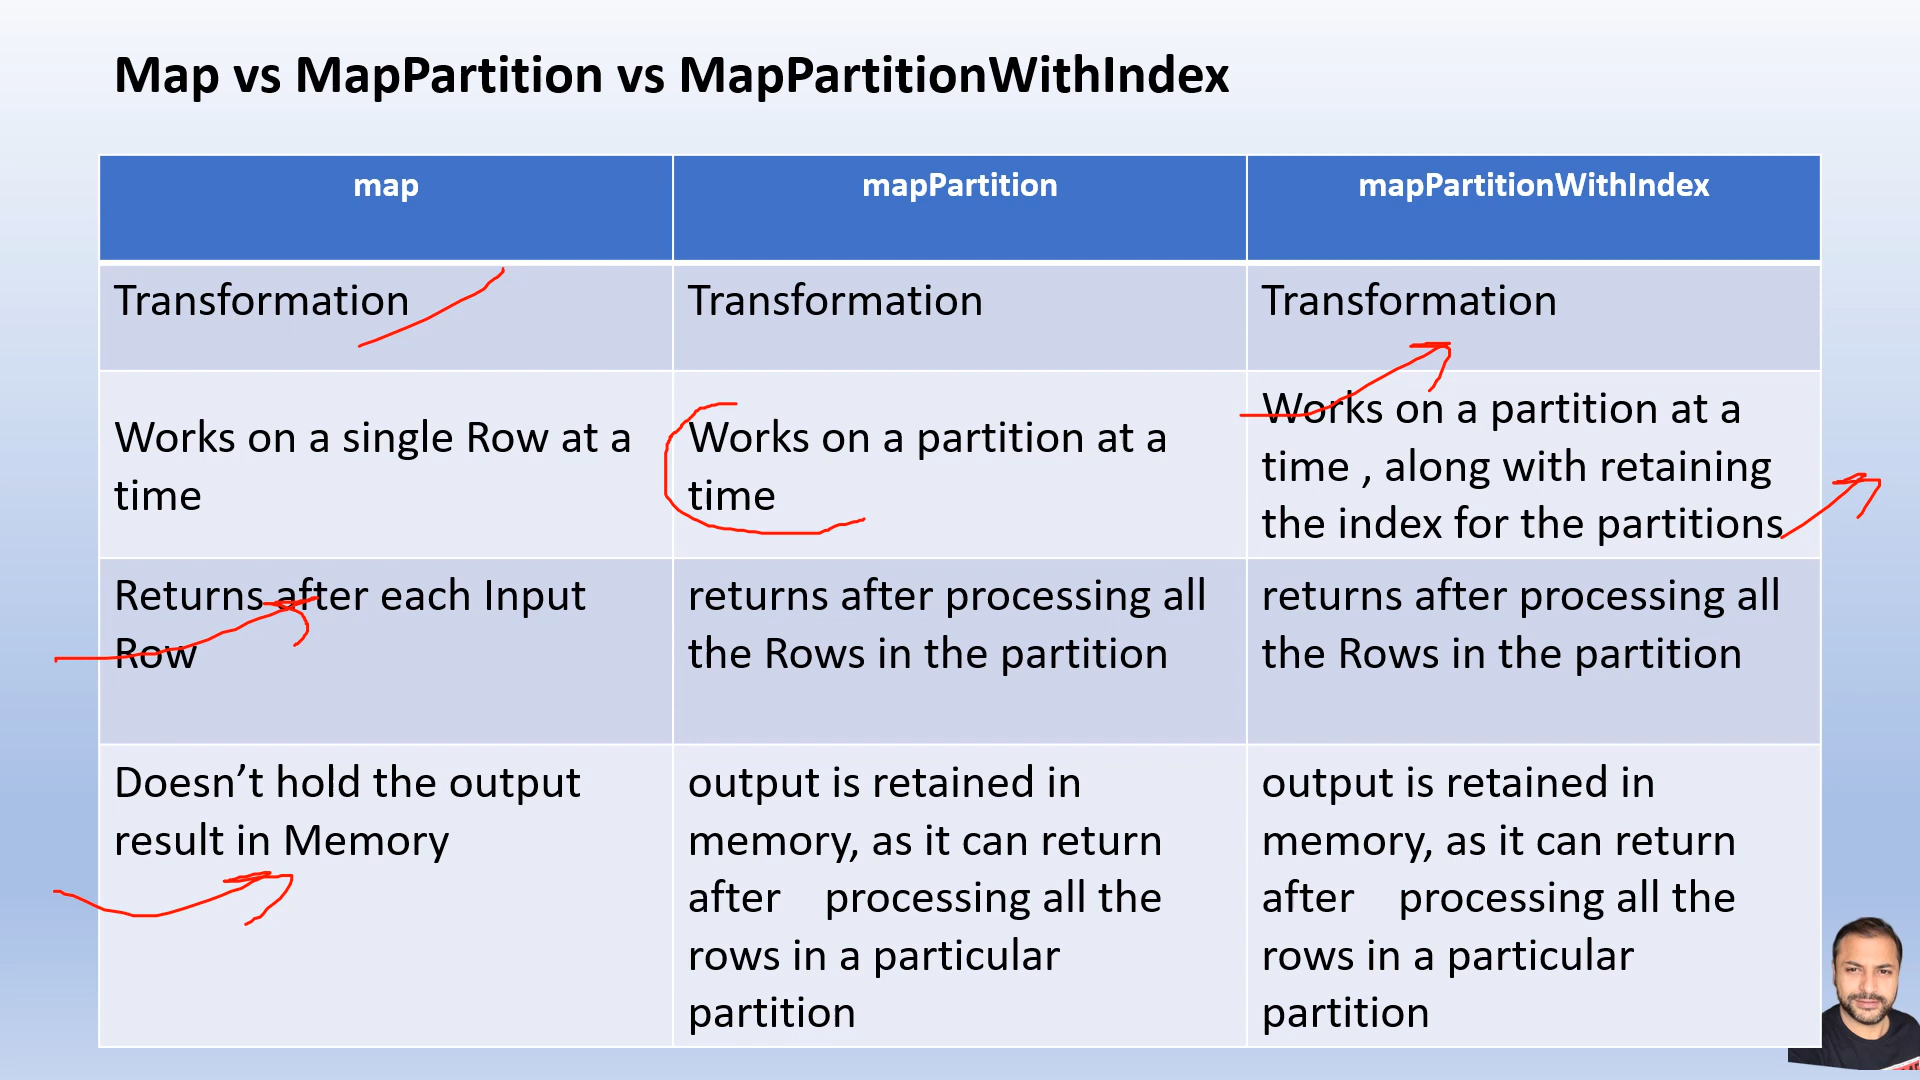 Map vs MapPartition vs MapPartitionWithIndex
map
mapPartition
mapPartitionWithIndex
Transformation
Transformation
Transformation
Works on a single Row at a
time
Works on a partition at a
time
Works on a partition at a
time , along with retaining
the index for the partitions
Returns after each Input
Row
returns after processing all
the Rows in the partition
returns after processing all
the Rows in the partition
Doesn’t hold the output
result in Memory
output is retained in
memory, as it can return
after    processing all the
rows in a particular
partition
output is retained in
memory, as it can return
after    processing all the
rows in a particular
partition